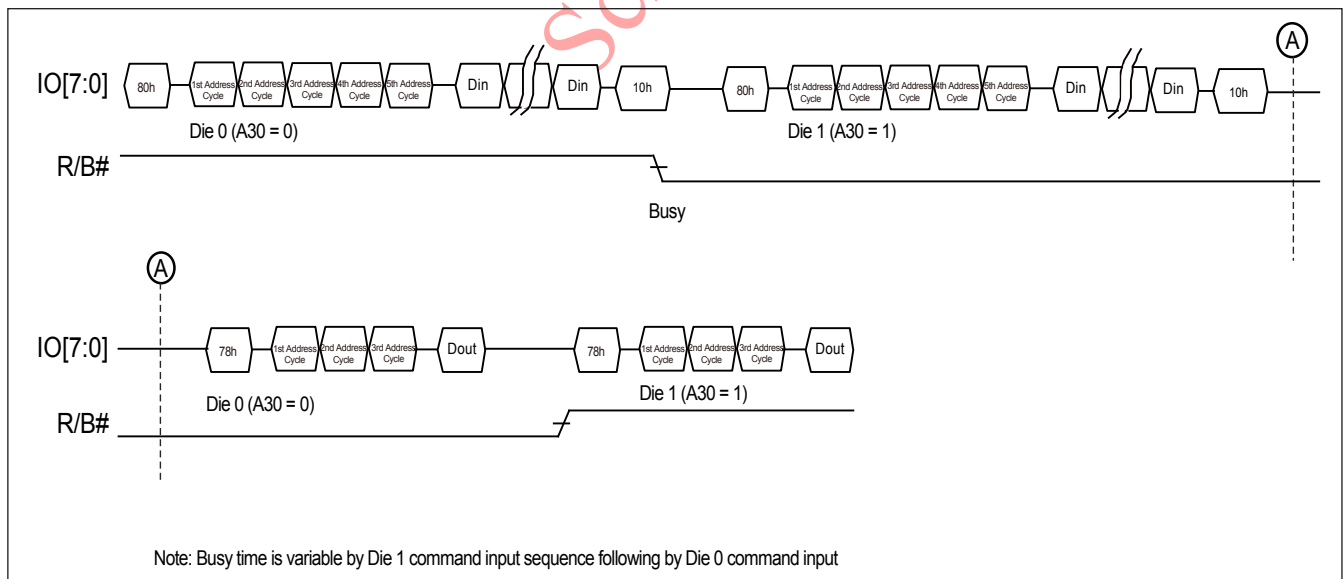 So
A
IO[7:0] 80h 1st Address Cycle 2nd Address Cycle 3rd Address Cycle 4th Address Cycle 5th Address Cycle Din Din 10h 80h 1st Address Cycle 2nd Address Cycle 3rd Address Cycle 4th Address Cycle 5th Address Cycle Din Din 10h
Die 0 (A30 = 0) Die 1 (A30 = 1)
R/B#
Busy
A
IO[7:0] 78h 1st Address Cycle 2nd Address Cycle 3rd Address Cycle Dout 78h 1st Address Cycle 2nd Address Cycle 3rd Address Cycle Dout
Die 0 (A30 = 0) Die 1 (A30 = 1)
R/B#
Note: Busy time is variable by Die 1 command input sequence following by Die 0 command input